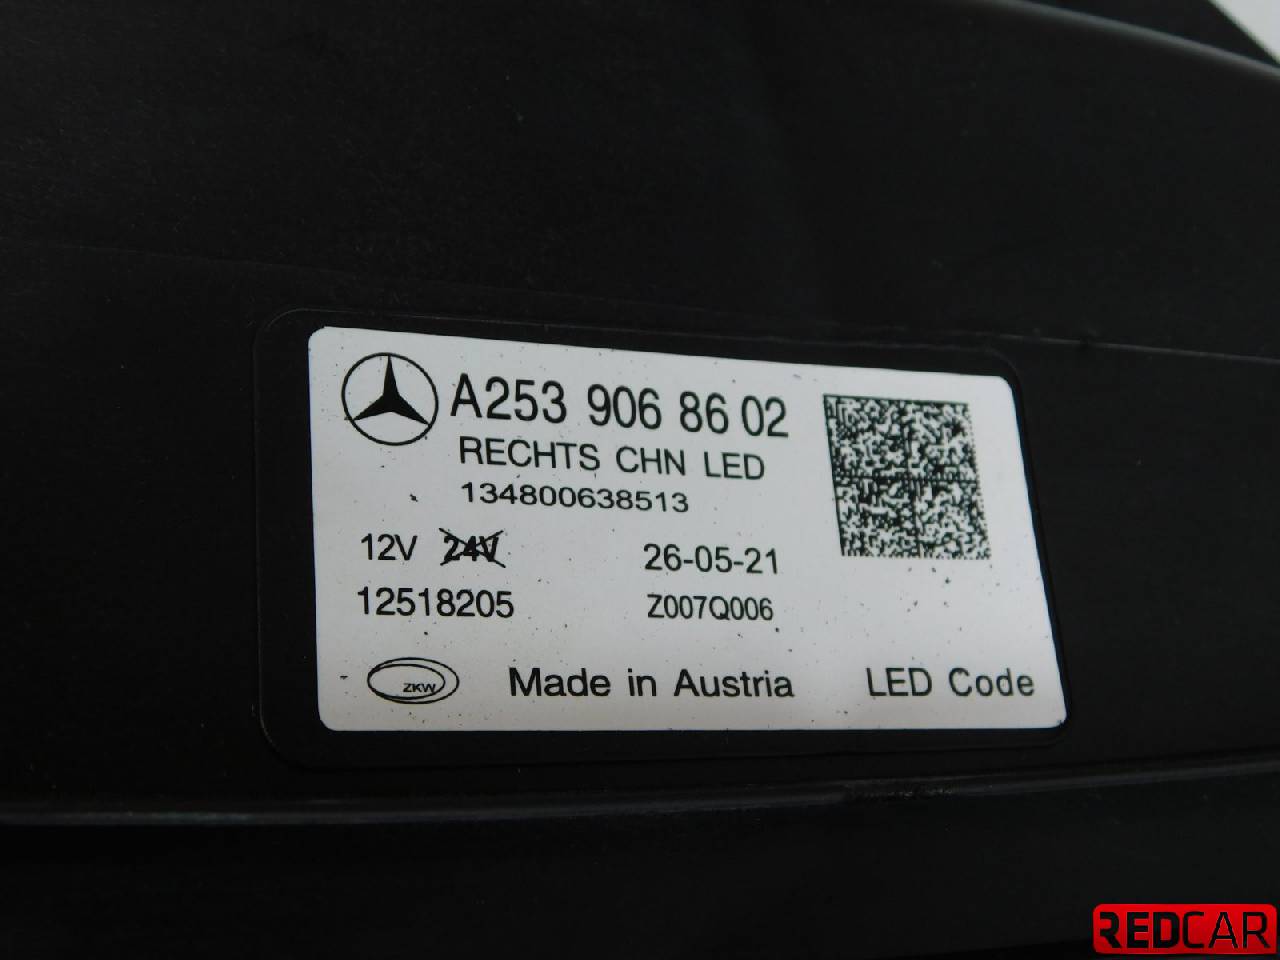 A253 906 86 02
RECHTS CHN LED
134800638513
12V 24V 26-05-21
12518205 Z007Q006
ZKW Made in Austria LED Code
REDCAR